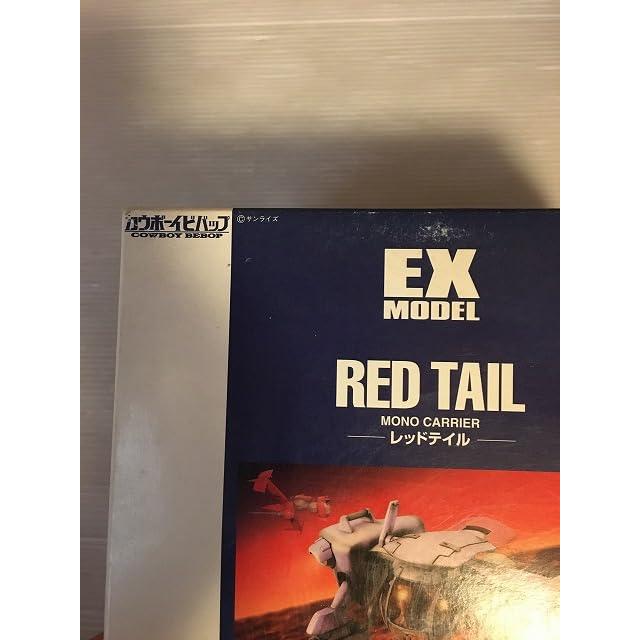 カウボーイビバップ
COWBOY BEBOP
©サンライズ
EX
MODEL
RED TAIL
MONO CARRIER
レッドテイル